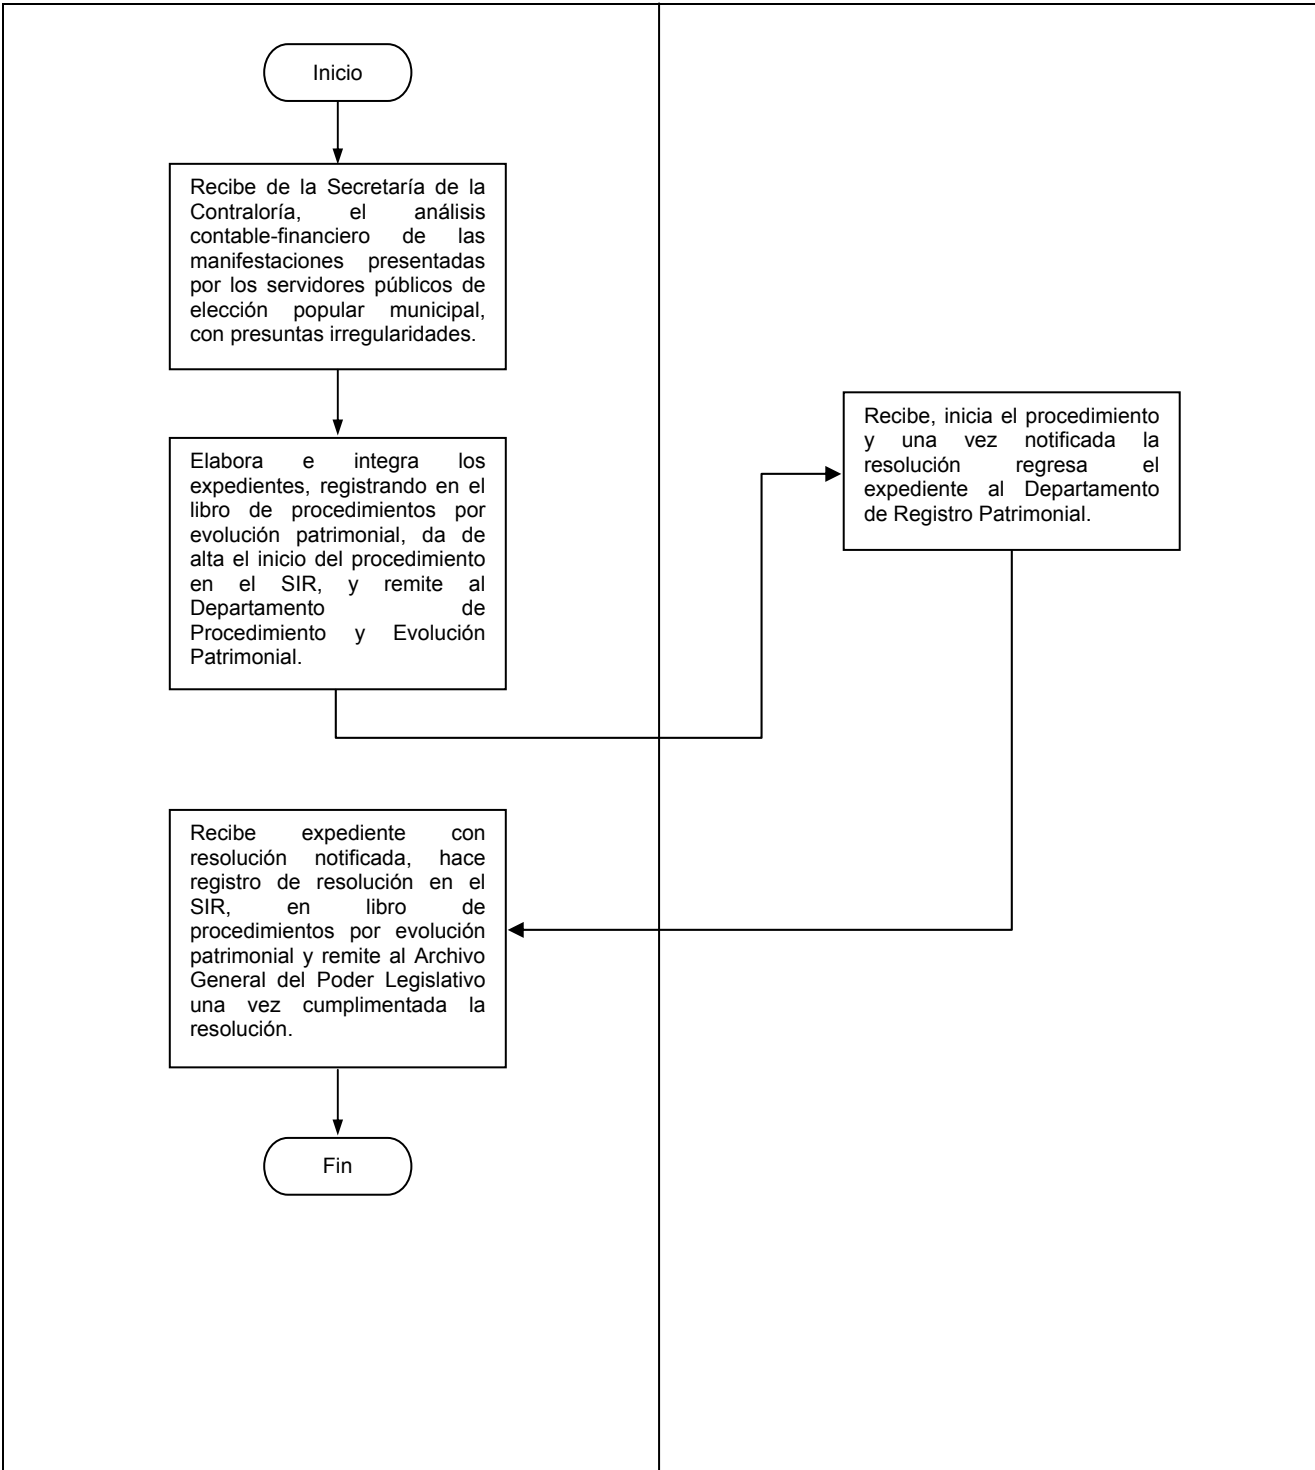 Inicio
Recibe de la Secretaría de la
Contraloría, el análisis
contable-financiero de las
manifestaciones presentadas
por los servidores públicos de
elección popular municipal,
con presuntas irregularidades.
Elabora e integra los
expedientes, registrando en el
libro de procedimientos por
evolución patrimonial, da de
alta el inicio del procedimiento
en el SIR, y remite al
Departamento de
Procedimiento y Evolución
Patrimonial.
Recibe, inicia el procedimiento
y una vez notificada la
resolución regresa el
expediente al Departamento
de Registro Patrimonial.
Recibe expediente con
resolución notificada, hace
registro de resolución en el
SIR, en libro de
procedimientos por evolución
patrimonial y remite al Archivo
General del Poder Legislativo
una vez cumplimentada la
resolución.
Fin